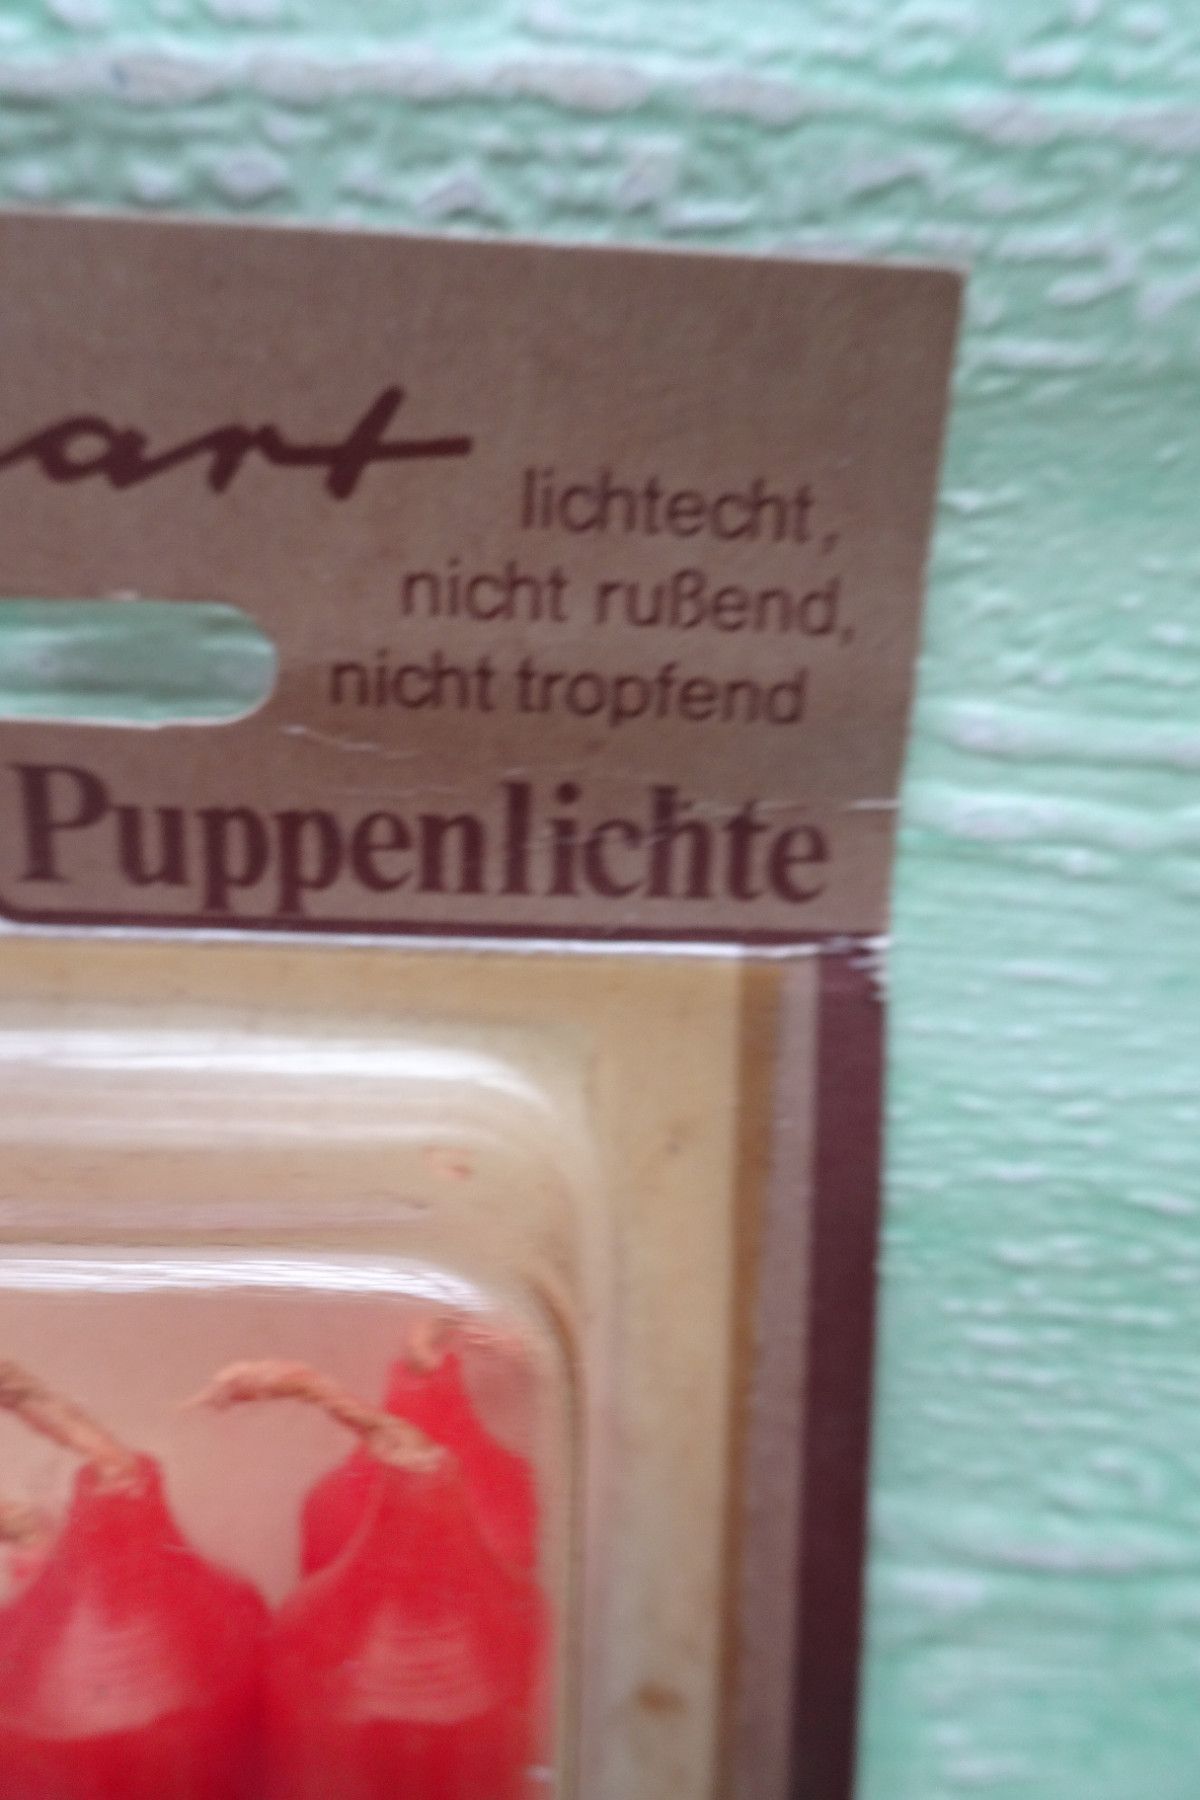 art
lichtecht,
nicht rußend,
nicht tropfend
Puppenlichte